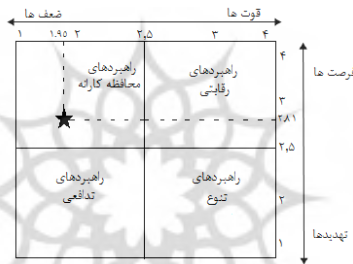 قوت ها ضعف ها
۴ ۳ ۲,۵ ۲ ۱.۹۵ ۱
۴
فرصت ها
راهبردهای رقابتی
راهبردهای محافظه کارانه
۳
۲.۸۱
۲,۵
راهبردهای تنوع
راهبردهای تدافعی
۲
تهدیدها
۱